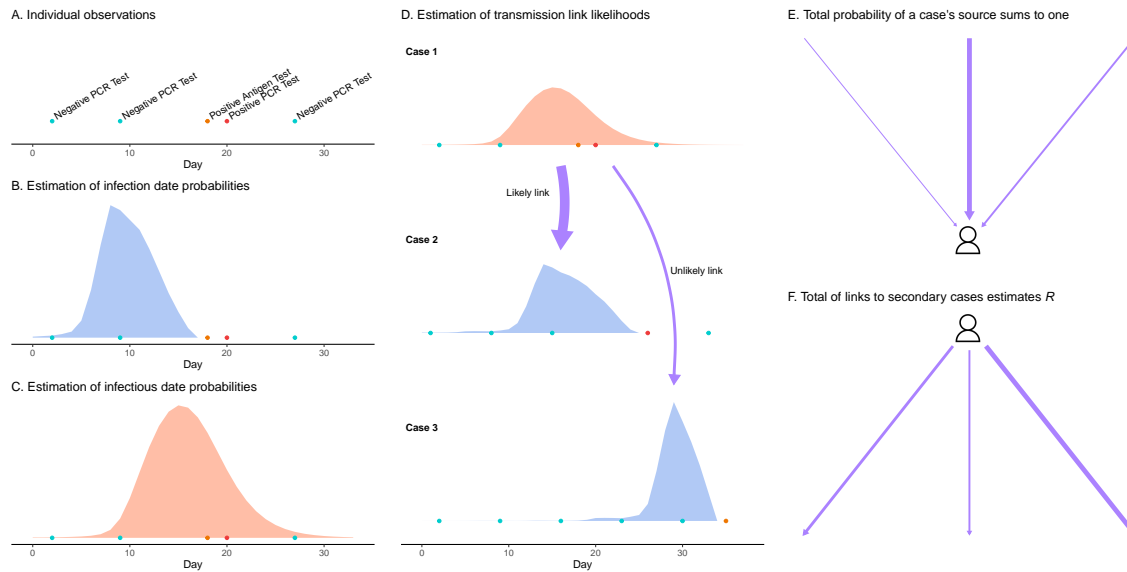 A. Individual observations
Negative PCR Test
Negative PCR Test
Positive Antigen Test
Positive PCR Test
Negative PCR Test
0 10 20 30
Day
B. Estimation of infection date probabilities
0 10 20 30
Day
C. Estimation of infectious date probabilities
0 10 20 30
Day
D. Estimation of transmission link likelihoods
Case 1
Likely link
Case 2
Unlikely link
Case 3
0 10 20 30
Day
E. Total probability of a case's source sums to one
F. Total of links to secondary cases estimates R